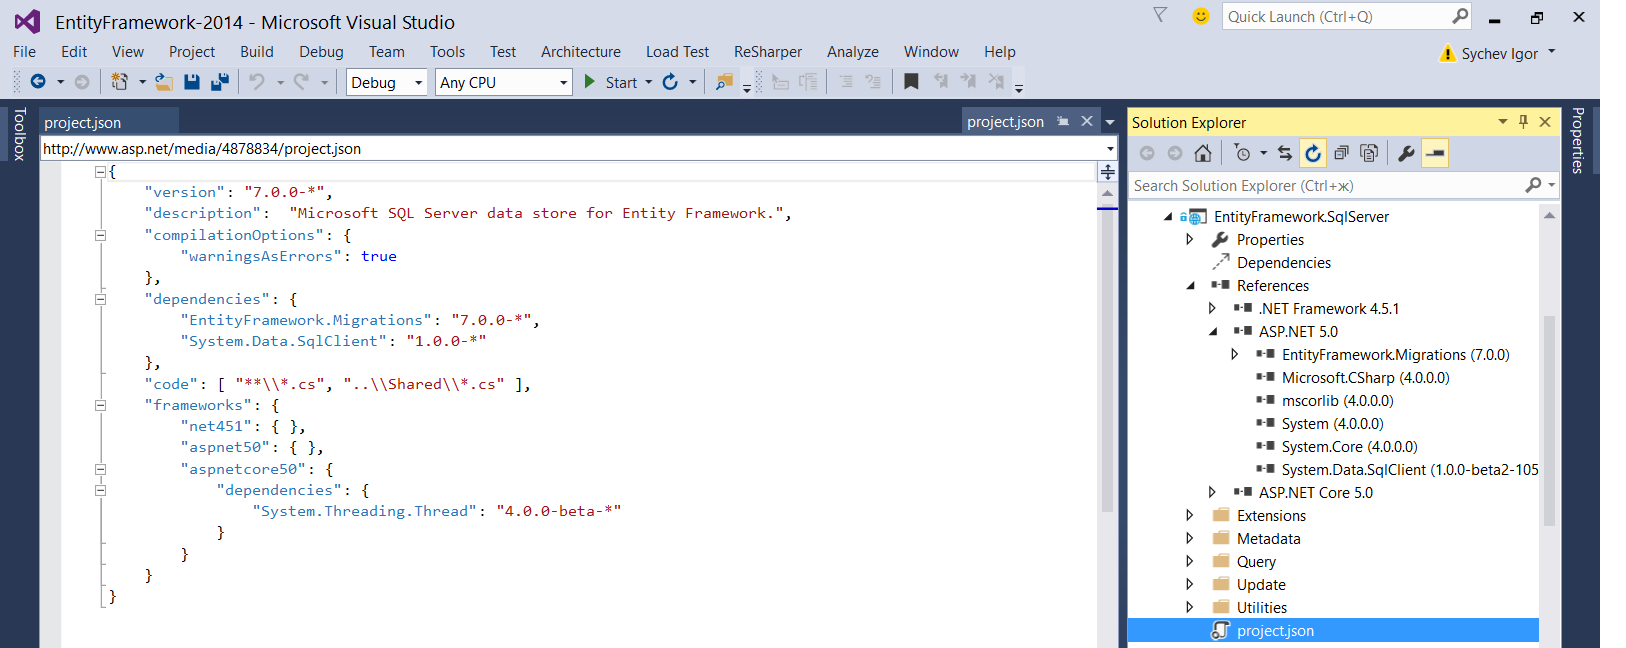 EntityFramework-2014 - Microsoft Visual Studio
Quick Launch (Ctrl+Q)
File Edit View Project Build Debug Team Tools Test Architecture Load Test ReSharper Analyze Window Help
Sychev Igor
Debug Any CPU Start
Toolbox
project.json
project.json
http://www.asp.net/media/4878834/project.json
{
"version": "7.0.0-*",
"description":  "Microsoft SQL Server data store for Entity Framework.",
"compilationOptions": {
"warningsAsErrors": true
},
"dependencies": {
"EntityFramework.Migrations": "7.0.0-*",
"System.Data.SqlClient": "1.0.0-*"
},
"code": [ "**\\*.cs", "..\\Shared\\*.cs" ],
"frameworks": {
"net451": { },
"aspnet50": { },
"aspnetcore50": {
"dependencies": {
"System.Threading.Thread": "4.0.0-beta-*"
}
}
}
}
Solution Explorer
Search Solution Explorer (Ctrl+ж)
EntityFramework.SqlServer
Properties
Dependencies
References
.NET Framework 4.5.1
ASP.NET 5.0
EntityFramework.Migrations (7.0.0)
Microsoft.CSharp (4.0.0.0)
mscorlib (4.0.0.0)
System (4.0.0.0)
System.Core (4.0.0.0)
System.Data.SqlClient (1.0.0-beta2-105
ASP.NET Core 5.0
Extensions
Metadata
Query
Update
Utilities
project.json
Properties